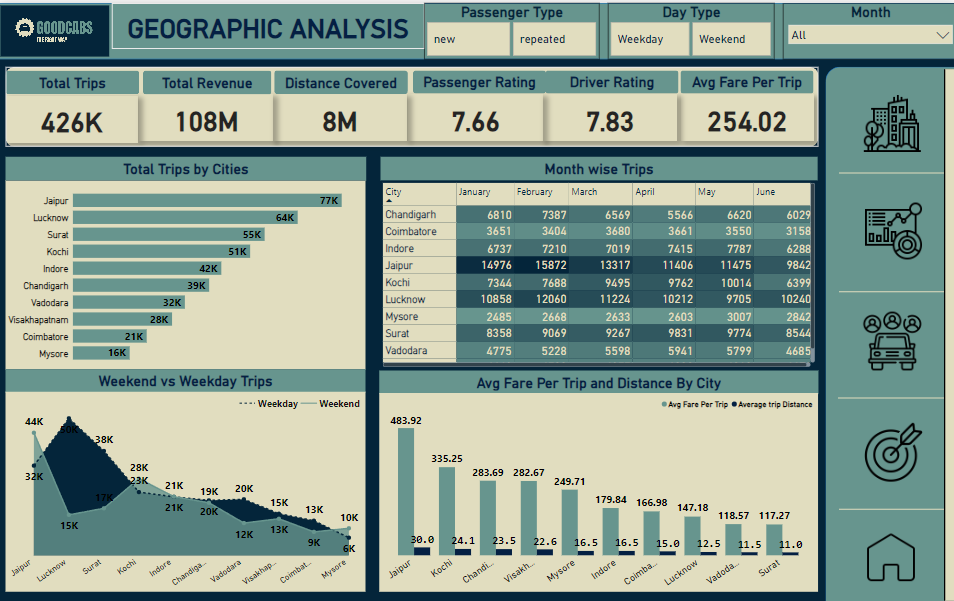 GOODCABS
THE RIGHT WAY
GEOGRAPHIC ANALYSIS
Passenger Type
new
repeated
Day Type
Weekday
Weekend
Month
All
Total Trips
426K
Total Revenue
108M
Distance Covered
8M
Passenger Rating
7.66
Driver Rating
7.83
Avg Fare Per Trip
254.02
Total Trips by Cities
Jaipur 77K
Lucknow 64K
Surat 55K
Kochi 51K
Indore 42K
Chandigarh 39K
Vadodara 32K
Visakhapatnam 28K
Coimbatore 21K
Mysore 16K
Month wise Trips
City January February March April May June
Chandigarh 6810 7387 6569 5566 6620 6029
Coimbatore 3651 3404 3680 3661 3550 3158
Indore 6737 7210 7019 7415 7787 6288
Jaipur 14976 15872 13317 11406 11475 9842
Kochi 7344 7688 9495 9762 10014 6399
Lucknow 10858 12060 11224 10212 9705 10240
Mysore 2485 2668 2633 2603 3007 2842
Surat 8358 9069 9267 9831 9774 8544
Vadodara 4775 5228 5598 5941 5799 4685
Weekend vs Weekday Trips
Weekday Weekend
44K
38K
28K
21K
19K
20K
15K
13K
10K
32K
15K
17K
23K
21K
20K
12K
13K
9K
6K
Jaipur
Lucknow
Surat
Kochi
Indore
Chandiga...
Vadodara
Visakhap...
Coimbat...
Mysore
Avg Fare Per Trip and Distance By City
Avg Fare Per Trip Average trip Distance
483.92
335.25
283.69
282.67
249.71
179.84
166.98
147.18
118.57
117.27
30.0
24.1
23.5
22.6
16.5
16.5
15.0
12.5
11.5
11.0
Jaipur
Kochi
Chandi...
Visakh...
Mysore
Indore
Coimba...
Lucknow
Vadoda...
Surat